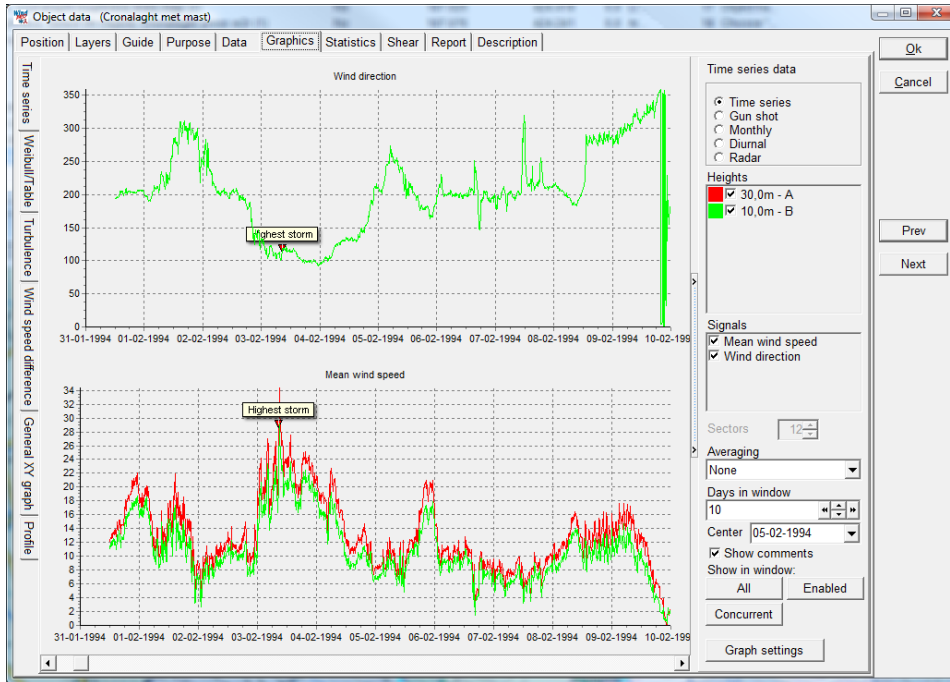 Object data (Cronalaght met mast)
Position Layers Guide Purpose Data Graphics Statistics Shear Report Description
Time series
Weibull/Table
Turbulence
Wind speed difference
General XY graph
Profile
Wind direction
350
300
250
200
150
100
50
0
Highest storm
31-01-1994 01-02-1994 02-02-1994 03-02-1994 04-02-1994 05-02-1994 06-02-1994 07-02-1994 08-02-1994 09-02-1994 10-02-199
Mean wind speed
34
30
28
26
24
22
20
18
16
14
12
10
8
6
4
2
0
Highest storm
31-01-1994 01-02-1994 02-02-1994 03-02-1994 04-02-1994 05-02-1994 06-02-1994 07-02-1994 08-02-1994 09-02-1994 10-02-199
Time series data
Time series
Gun shot
Monthly
Diurnal
Radar
Heights
30,0m - A
10,0m - B
Signals
Mean wind speed
Wind direction
Sectors 12
Averaging
None
Days in window
10
Center 05-02-1994
Show comments
Show in window:
All Enabled
Concurrent
Graph settings
Ok
Cancel
Prev
Next